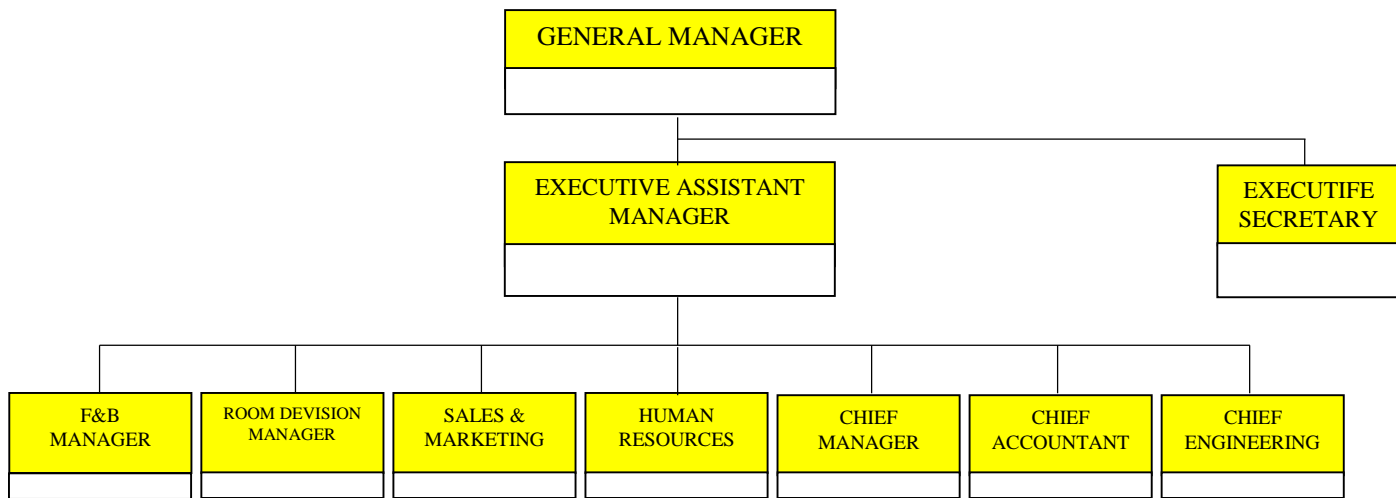 GENERAL MANAGER
EXECUTIVE ASSISTANT
MANAGER
EXECUTIFE
SECRETARY
F&B
MANAGER
ROOM DEVISION
MANAGER
SALES &
MARKETING
HUMAN
RESOURCES
CHIEF
MANAGER
CHIEF
ACCOUNTANT
CHIEF
ENGINEERING